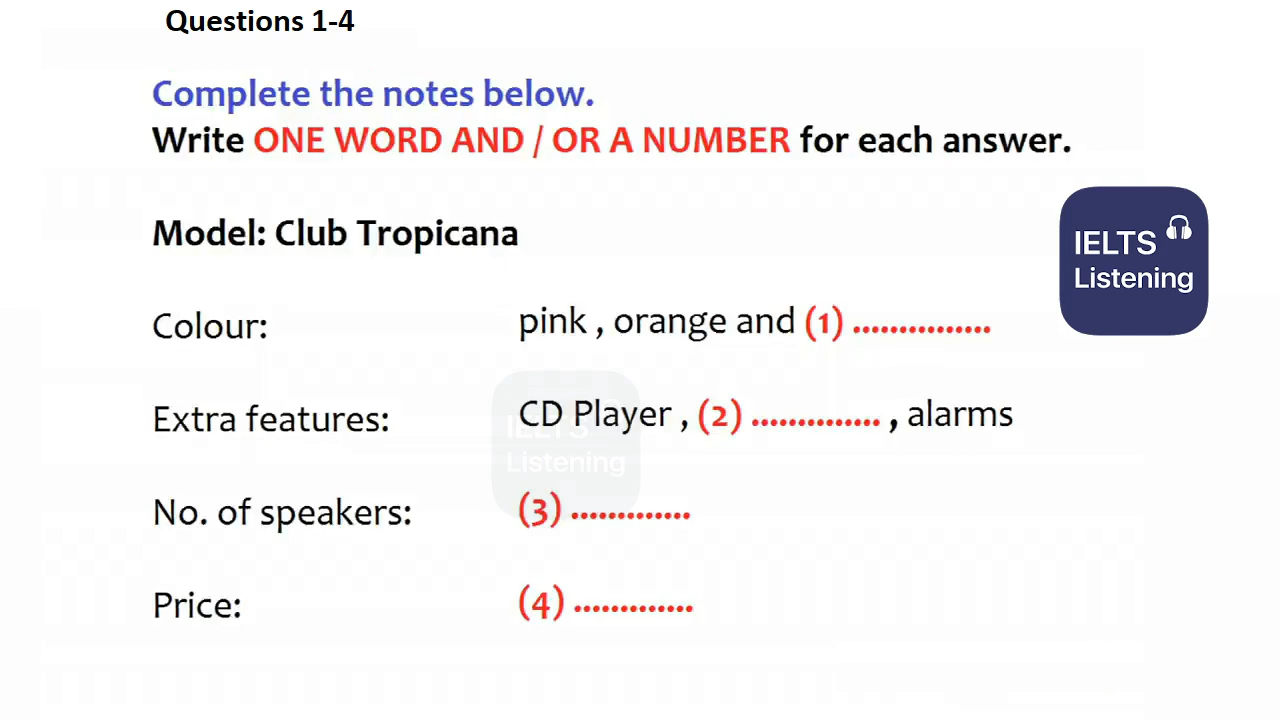 Questions 1-4
Complete the notes below.
Write ONE WORD AND / OR A NUMBER for each answer.
Model: Club Tropicana
IELTS
Listening
Colour: pink , orange and (1) ...............
Extra features: CD Player , (2) .............. , alarms
IELTS
Listening
No. of speakers: (3) .............
Price: (4) .............